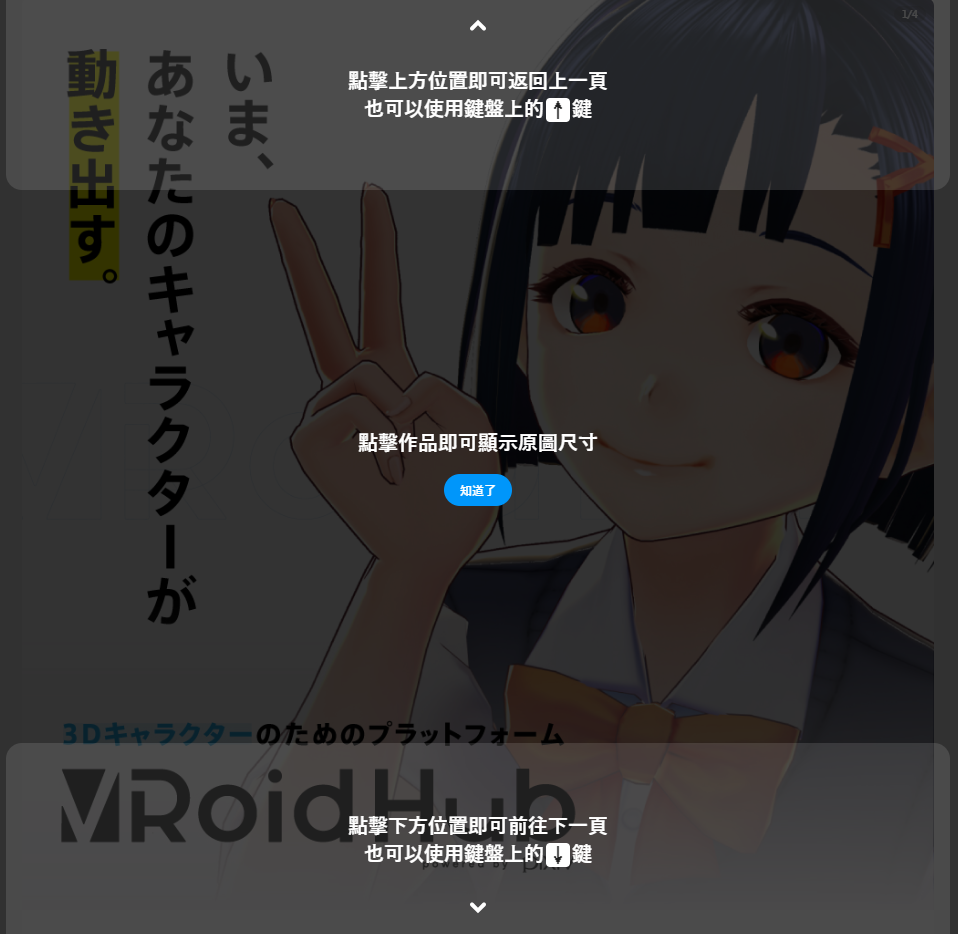 1/4
點擊上方位置即可返回上一頁
也可以使用鍵盤上的↑鍵
いま、
あなたのキャラクターが
動き出す。
點擊作品即可顯示原圖尺寸
知道了
3Dキャラクターのためのプラットフォーム
VRoid Hub
powered by pixiv
點擊下方位置即可前往下一頁
也可以使用鍵盤上的↓鍵